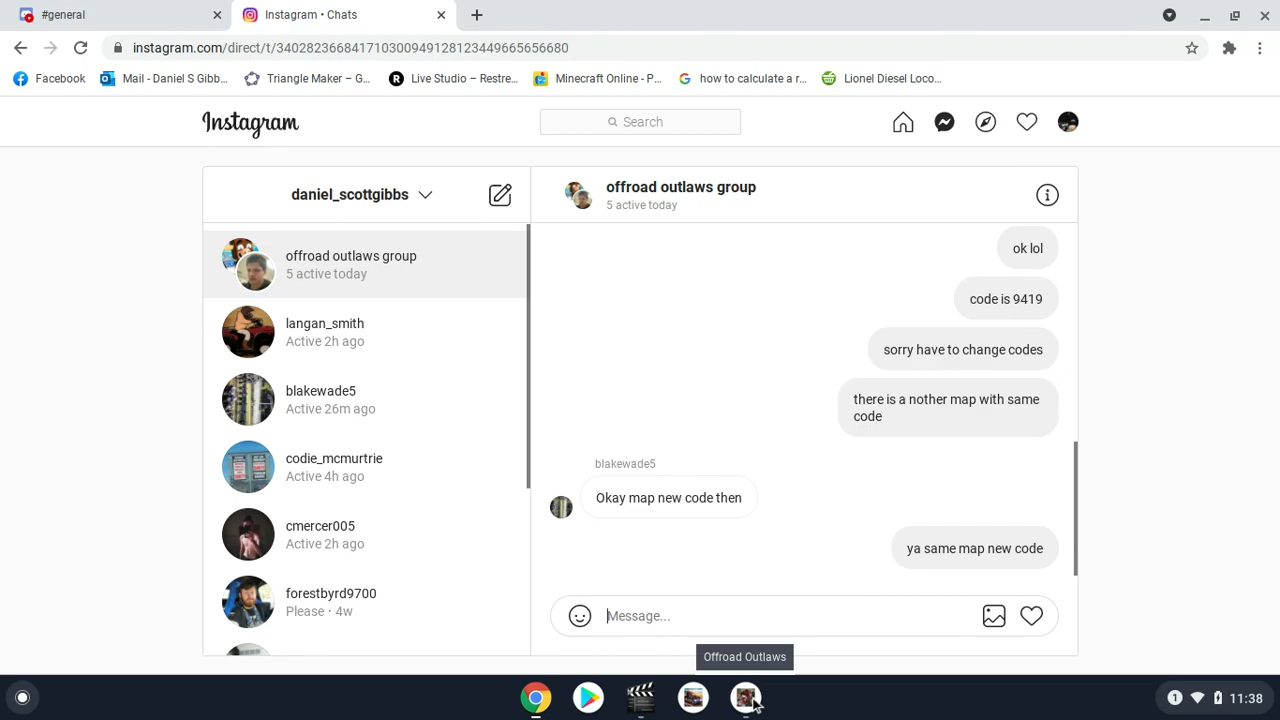 #general
Instagram • Chats
instagram.com/direct/t/340282366841710300949128123449665656680
Facebook
Mail - Daniel S Gibb...
Triangle Maker – G...
Live Studio – Restre...
Minecraft Online - P...
how to calculate a r...
Lionel Diesel Loco...
Instagram
Search
daniel_scottgibbs
offroad outlaws group
5 active today
offroad outlaws group
5 active today
langan_smith
Active 2h ago
blakewade5
Active 26m ago
codie_mcmurtrie
Active 4h ago
cmercer005
Active 2h ago
forestbyrd9700
Please · 4w
ok lol
code is 9419
sorry have to change codes
there is a nother map with same
code
blakewade5
Okay map new code then
ya same map new code
Message...
Offroad Outlaws
1
11:38